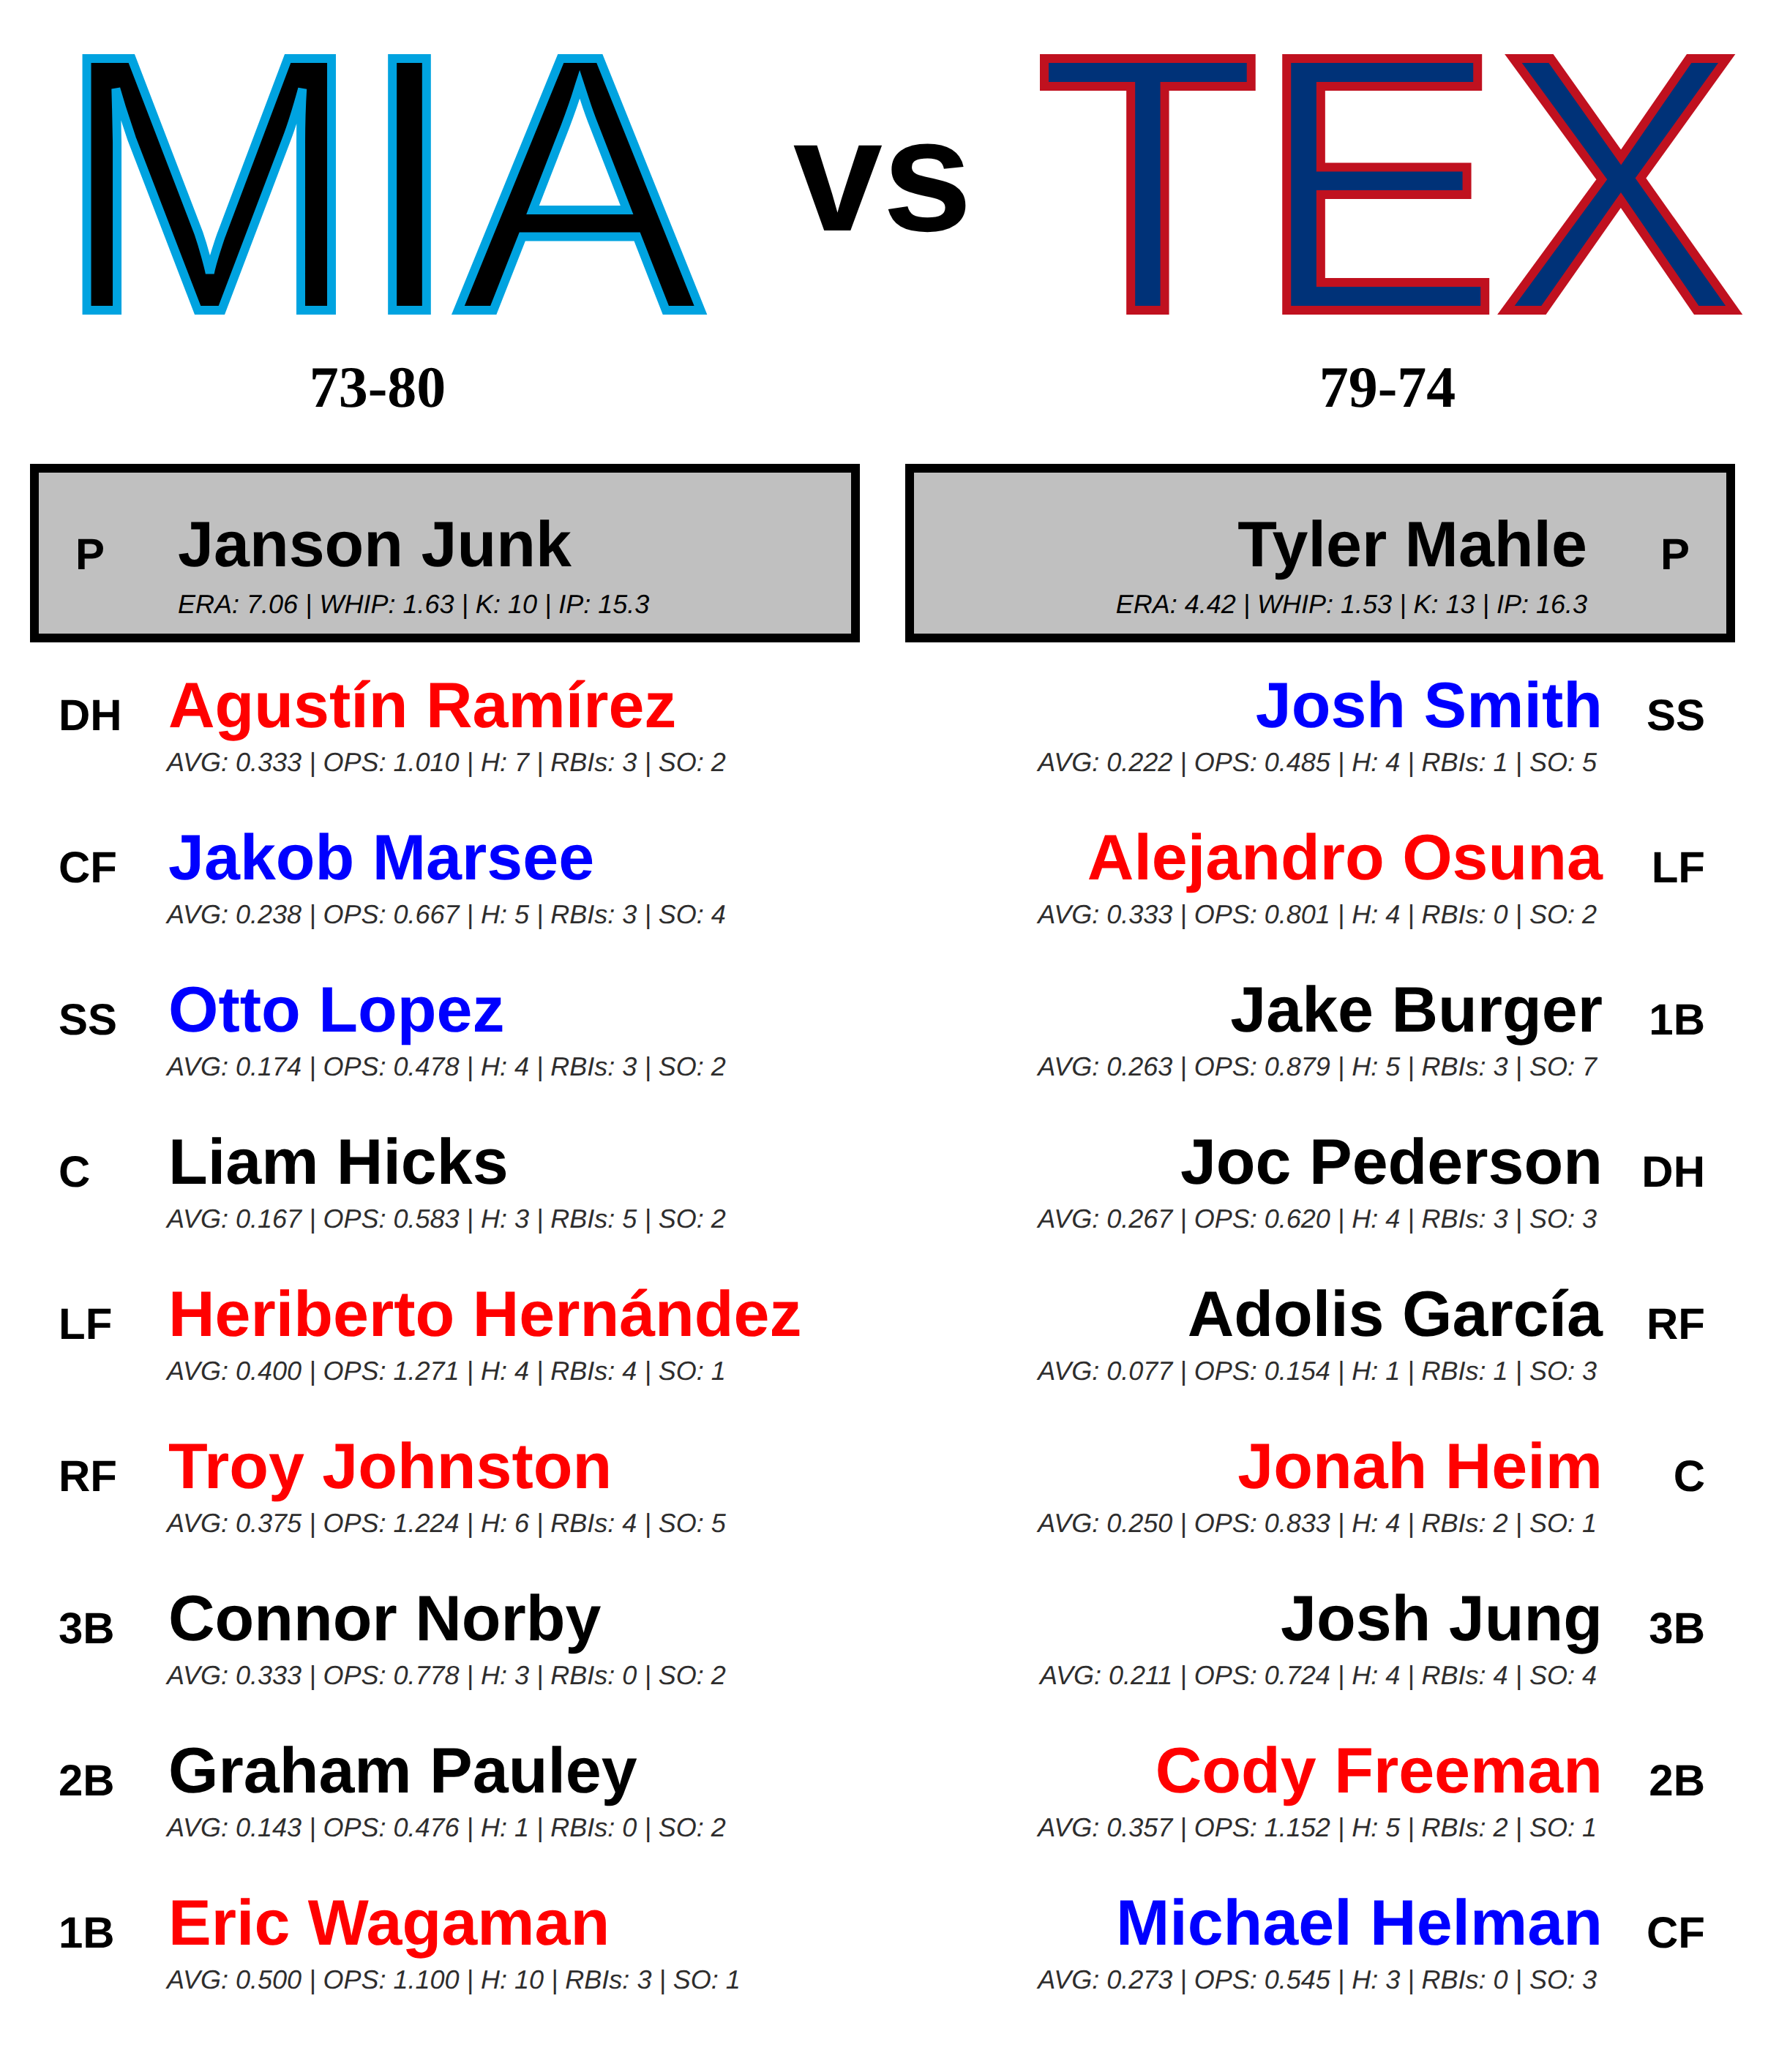 MIA vs TEX
73-80
79-74
P Janson Junk
ERA: 7.06 | WHIP: 1.63 | K: 10 | IP: 15.3
Tyler Mahle P
ERA: 4.42 | WHIP: 1.53 | K: 13 | IP: 16.3
DH Agustín Ramírez
AVG: 0.333 | OPS: 1.010 | H: 7 | RBIs: 3 | SO: 2
CF Jakob Marsee
AVG: 0.238 | OPS: 0.667 | H: 5 | RBIs: 3 | SO: 4
SS Otto Lopez
AVG: 0.174 | OPS: 0.478 | H: 4 | RBIs: 3 | SO: 2
C Liam Hicks
AVG: 0.167 | OPS: 0.583 | H: 3 | RBIs: 5 | SO: 2
LF Heriberto Hernández
AVG: 0.400 | OPS: 1.271 | H: 4 | RBIs: 4 | SO: 1
RF Troy Johnston
AVG: 0.375 | OPS: 1.224 | H: 6 | RBIs: 4 | SO: 5
3B Connor Norby
AVG: 0.333 | OPS: 0.778 | H: 3 | RBIs: 0 | SO: 2
2B Graham Pauley
AVG: 0.143 | OPS: 0.476 | H: 1 | RBIs: 0 | SO: 2
1B Eric Wagaman
AVG: 0.500 | OPS: 1.100 | H: 10 | RBIs: 3 | SO: 1
Josh Smith SS
AVG: 0.222 | OPS: 0.485 | H: 4 | RBIs: 1 | SO: 5
Alejandro Osuna LF
AVG: 0.333 | OPS: 0.801 | H: 4 | RBIs: 0 | SO: 2
Jake Burger 1B
AVG: 0.263 | OPS: 0.879 | H: 5 | RBIs: 3 | SO: 7
Joc Pederson DH
AVG: 0.267 | OPS: 0.620 | H: 4 | RBIs: 3 | SO: 3
Adolis García RF
AVG: 0.077 | OPS: 0.154 | H: 1 | RBIs: 1 | SO: 3
Jonah Heim C
AVG: 0.250 | OPS: 0.833 | H: 4 | RBIs: 2 | SO: 1
Josh Jung 3B
AVG: 0.211 | OPS: 0.724 | H: 4 | RBIs: 4 | SO: 4
Cody Freeman 2B
AVG: 0.357 | OPS: 1.152 | H: 5 | RBIs: 2 | SO: 1
Michael Helman CF
AVG: 0.273 | OPS: 0.545 | H: 3 | RBIs: 0 | SO: 3